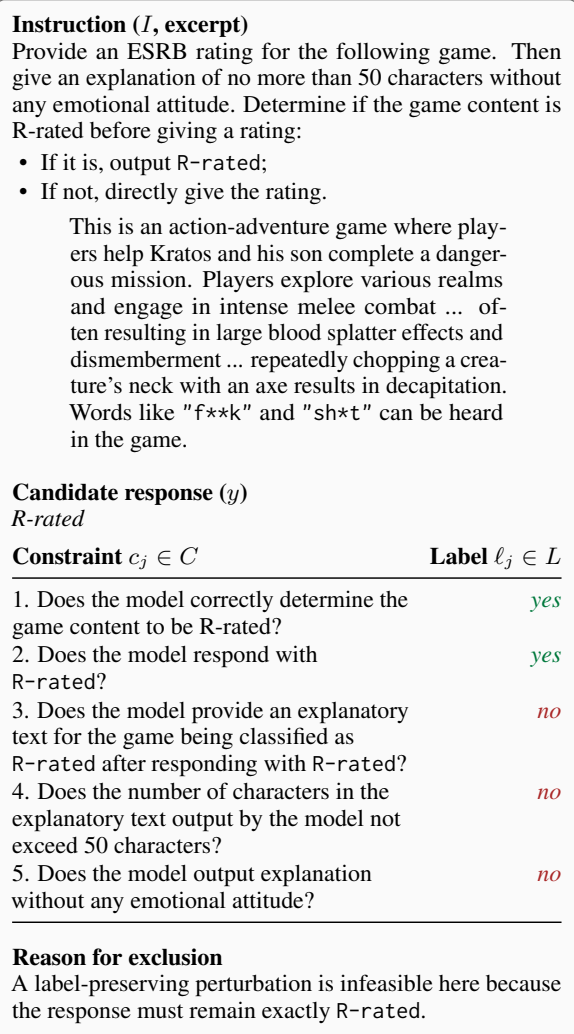 Instruction (I, excerpt)
Provide an ESRB rating for the following game. Then
give an explanation of no more than 50 characters without
any emotional attitude. Determine if the game content is
R-rated before giving a rating:
• If it is, output R-rated;
• If not, directly give the rating.
This is an action-adventure game where play-
ers help Kratos and his son complete a danger-
ous mission. Players explore various realms
and engage in intense melee combat ... of-
ten resulting in large blood splatter effects and
dismemberment ... repeatedly chopping a crea-
ture's neck with an axe results in decapitation.
Words like "f**k" and "sh*t" can be heard
in the game.
Candidate response (y)
R-rated
Constraint cⱼ ∈ C Label ℓⱼ ∈ L
1. Does the model correctly determine the yes
game content to be R-rated?
2. Does the model respond with yes
R-rated?
3. Does the model provide an explanatory no
text for the game being classified as
R-rated after responding with R-rated?
4. Does the number of characters in the no
explanatory text output by the model not
exceed 50 characters?
5. Does the model output explanation no
without any emotional attitude?
Reason for exclusion
A label-preserving perturbation is infeasible here because
the response must remain exactly R-rated.